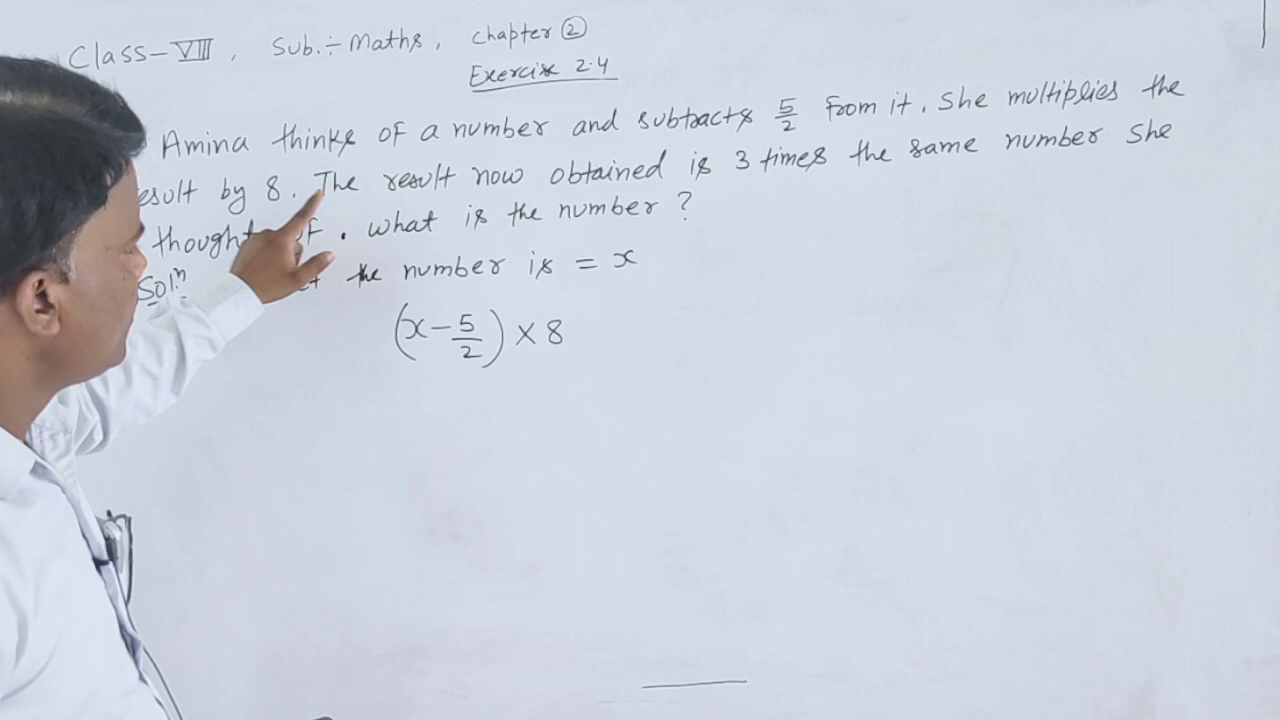 Class-VIII, Sub.:- Maths, Chapter ②
Exercise 2.4
Amina thinks of a number and subtracts 5/2 from it. She multiplies the
by 8. The result now obtained is 3 times the same number she
thought of. what is the number ?
Solⁿ the number is = x
(x - 5/2) × 8